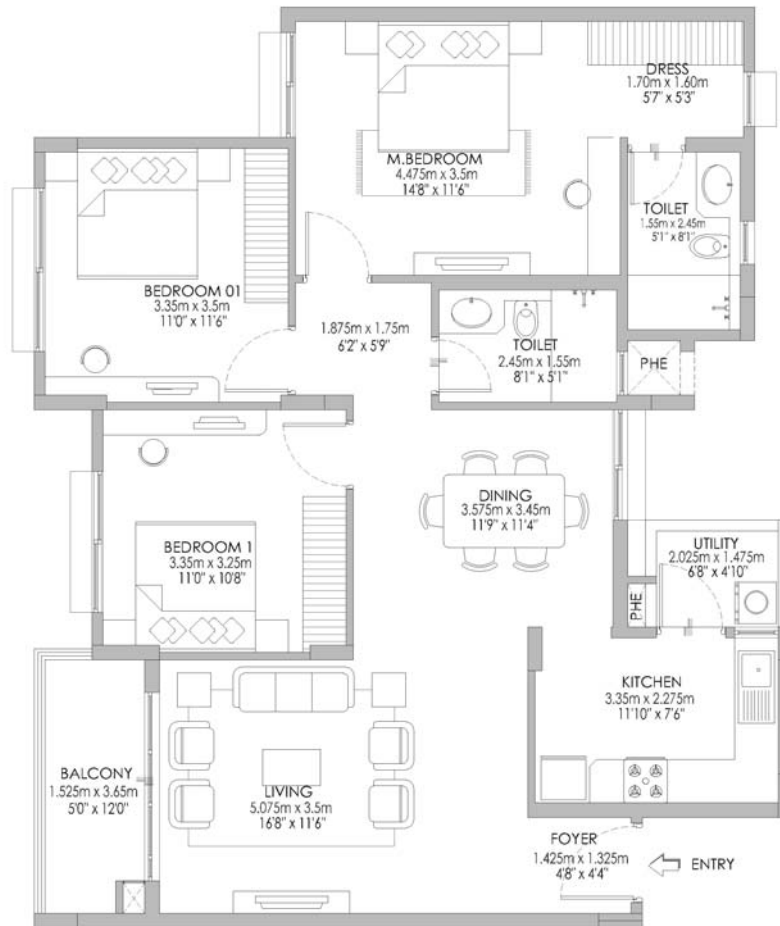 DRESS
1.70m x 1.60m
5'7" x 5'3"
M.BEDROOM
4.475m x 3.5m
14'8" x 11'6"
TOILET
1.55m x 2.45m
5'1" x 8'1"
BEDROOM 01
3.35m x 3.5m
11'0" x 11'6"
1.875m x 1.75m
6'2" x 5'9"
TOILET
2.45m x 1.55m
8'1" x 5'1"
PHE
DINING
3.575m x 3.45m
11'9" x 11'4"
BEDROOM 1
3.35m x 3.25m
11'0" x 10'8"
UTILITY
2.025m x 1.475m
6'8" x 4'10"
PHE
KITCHEN
3.35m x 2.275m
11'10" x 7'6"
BALCONY
1.525m x 3.65m
5'0" x 12'0"
LIVING
5.075m x 3.5m
16'8" x 11'6"
FOYER
1.425m x 1.325m
4'8" x 4'4"
ENTRY